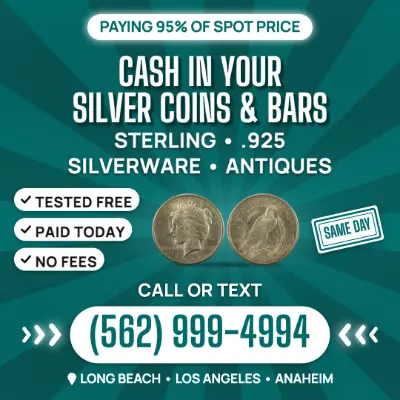 PAYING 95% OF SPOT PRICE
CASH IN YOUR
SILVER COINS & BARS
STERLING • .925
SILVERWARE • ANTIQUES
TESTED FREE
PAID TODAY
NO FEES
SAME DAY
CALL OR TEXT
(562) 999-4994
LONG BEACH • LOS ANGELES • ANAHEIM